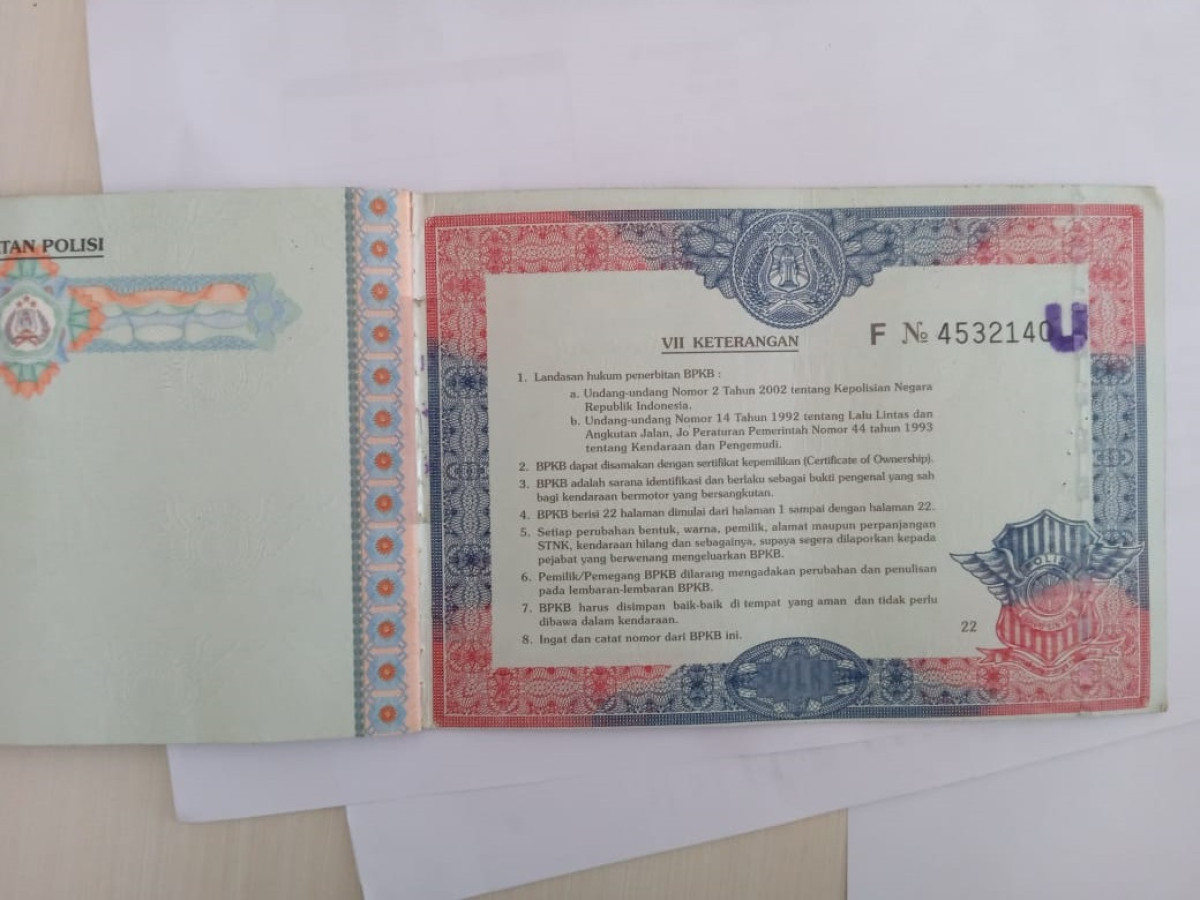 TAN POLISI
VII KETERANGAN
F № 4532140
U
1. Landasan hukum penerbitan BPKB :
a. Undang-undang Nomor 2 Tahun 2002 tentang Kepolisian Negara
Republik Indonesia.
b. Undang-undang Nomor 14 Tahun 1992 tentang Lalu Lintas dan
Angkutan Jalan, Jo Peraturan Pemerintah Nomor 44 tahun 1993
tentang Kendaraan dan Pengemudi.
2. BPKB dapat disamakan dengan sertifikat kepemilikan (Certificate of Ownership).
3. BPKB adalah sarana identifikasi dan berlaku sebagai bukti pengenal yang sah
bagi kendaraan bermotor yang bersangkutan.
4. BPKB berisi 22 halaman dimulai dari halaman 1 sampai dengan halaman 22.
5. Setiap perubahan bentuk, warna, pemilik, alamat maupun perpanjangan
STNK, kendaraan hilang dan sebagainya, supaya segera dilaporkan kepada
pejabat yang berwenang mengeluarkan BPKB.
6. Pemilik/Pemegang BPKB dilarang mengadakan perubahan dan penulisan
pada lembaran-lembaran BPKB.
7. BPKB harus disimpan baik-baik di tempat yang aman dan tidak perlu
dibawa dalam kendaraan.
8. Ingat dan catat nomor dari BPKB ini.
22
POLISI
POLRI